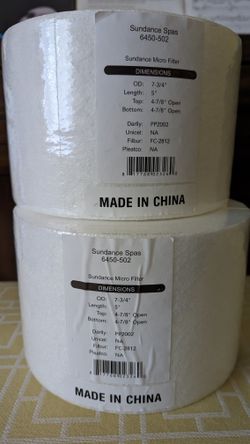 Sundance Spas
6450-502
Sundance Micro Filter
DIMENSIONS
OD: 7-3/4"
Length: 5"
Top: 4-7/8" Open
Bottom: 4-7/8" Open
Darlly: PP2002
Unicel: NA
Filbur: FC-2812
Pleatco: NA
MADE IN CHINA
Sundance Spas
6450-502
Sundance Micro Filter
DIMENSIONS
OD: 7-3/4"
Length: 5"
Top: 4-7/8" Open
Bottom: 4-7/8" Open
Darlly: PP2002
Unicel: NA
Filbur: FC-2812
Pleatco: NA
MADE IN CHINA